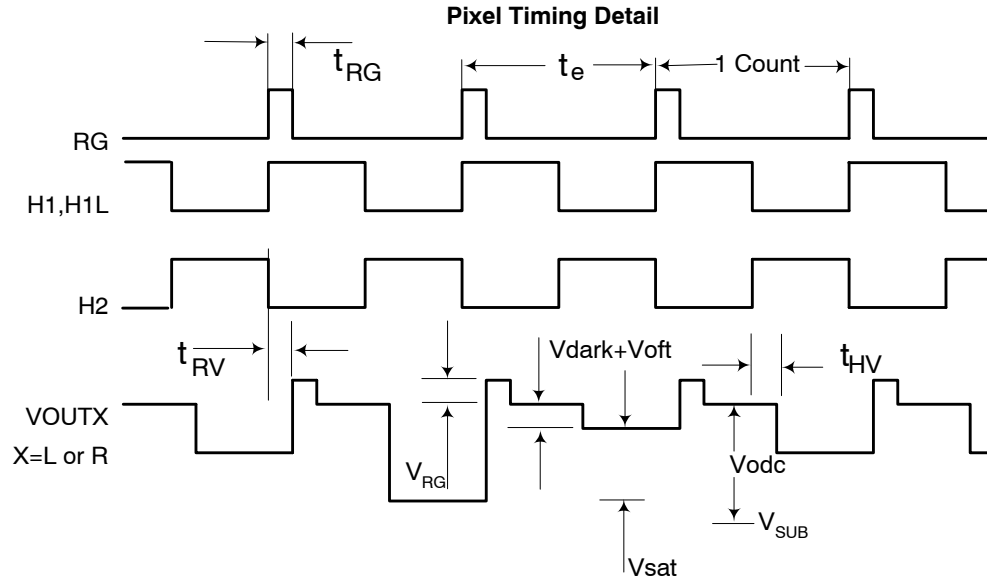 Pixel Timing Detail
tRG
te
1 Count
RG
H1,H1L
H2
tRV
Vdark+Voft
tHV
VOUTX
X=L or R
VRG
Vodc
VSUB
Vsat